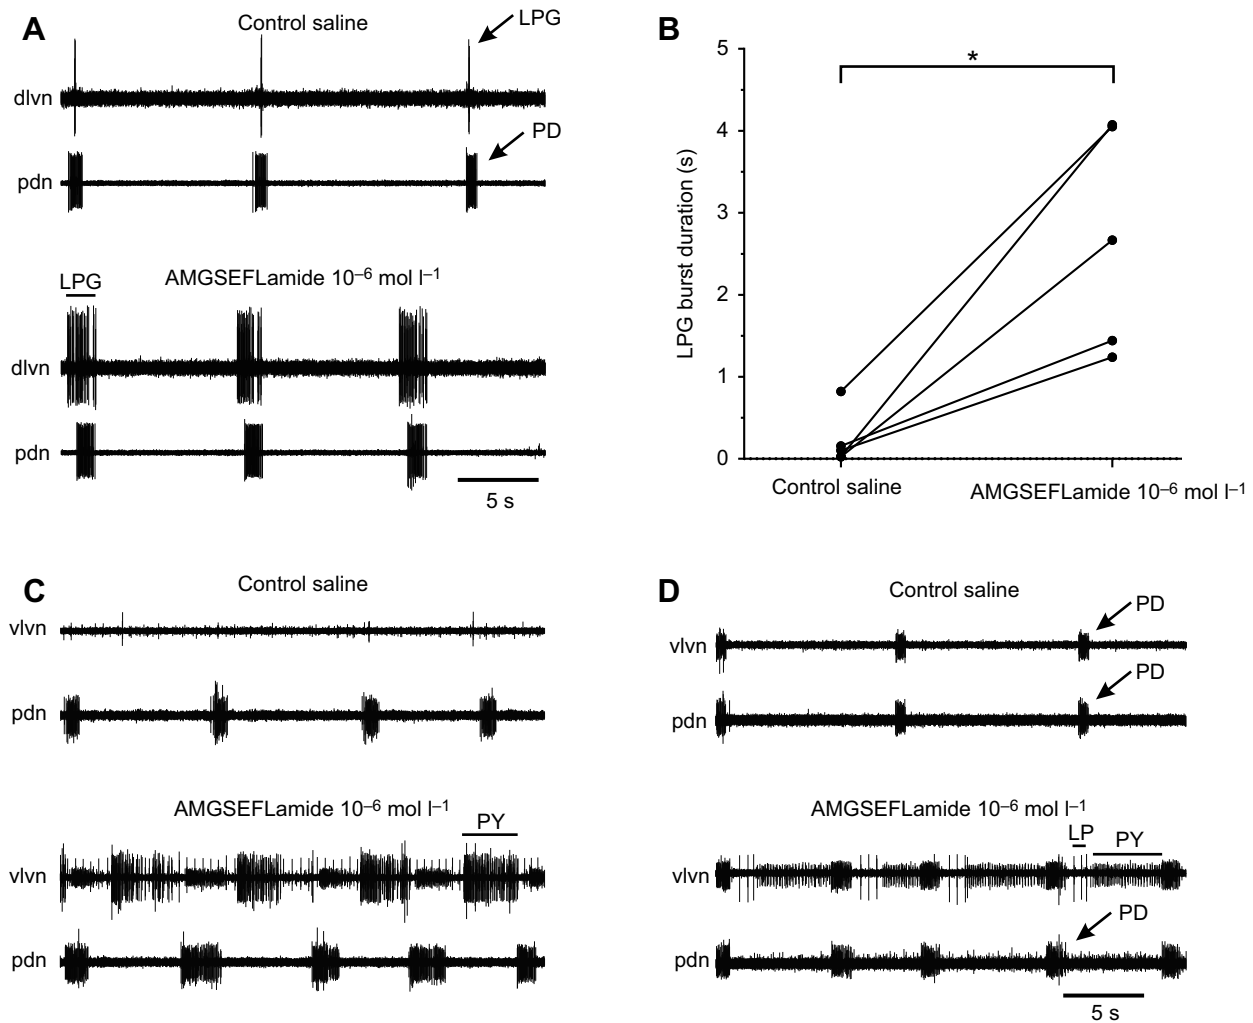 A
Control saline
LPG
dlvn
PD
pdn
AMGSEFLamide 10⁻⁶ mol l⁻¹
LPG
dlvn
pdn
5 s
B
*
5
4
3
2
1
0
LPG burst duration (s)
Control saline
AMGSEFLamide 10⁻⁶ mol l⁻¹
C
Control saline
vlvn
pdn
AMGSEFLamide 10⁻⁶ mol l⁻¹
PY
vlvn
pdn
D
Control saline
PD
vlvn
PD
pdn
AMGSEFLamide 10⁻⁶ mol l⁻¹
LP
PY
vlvn
PD
pdn
5 s